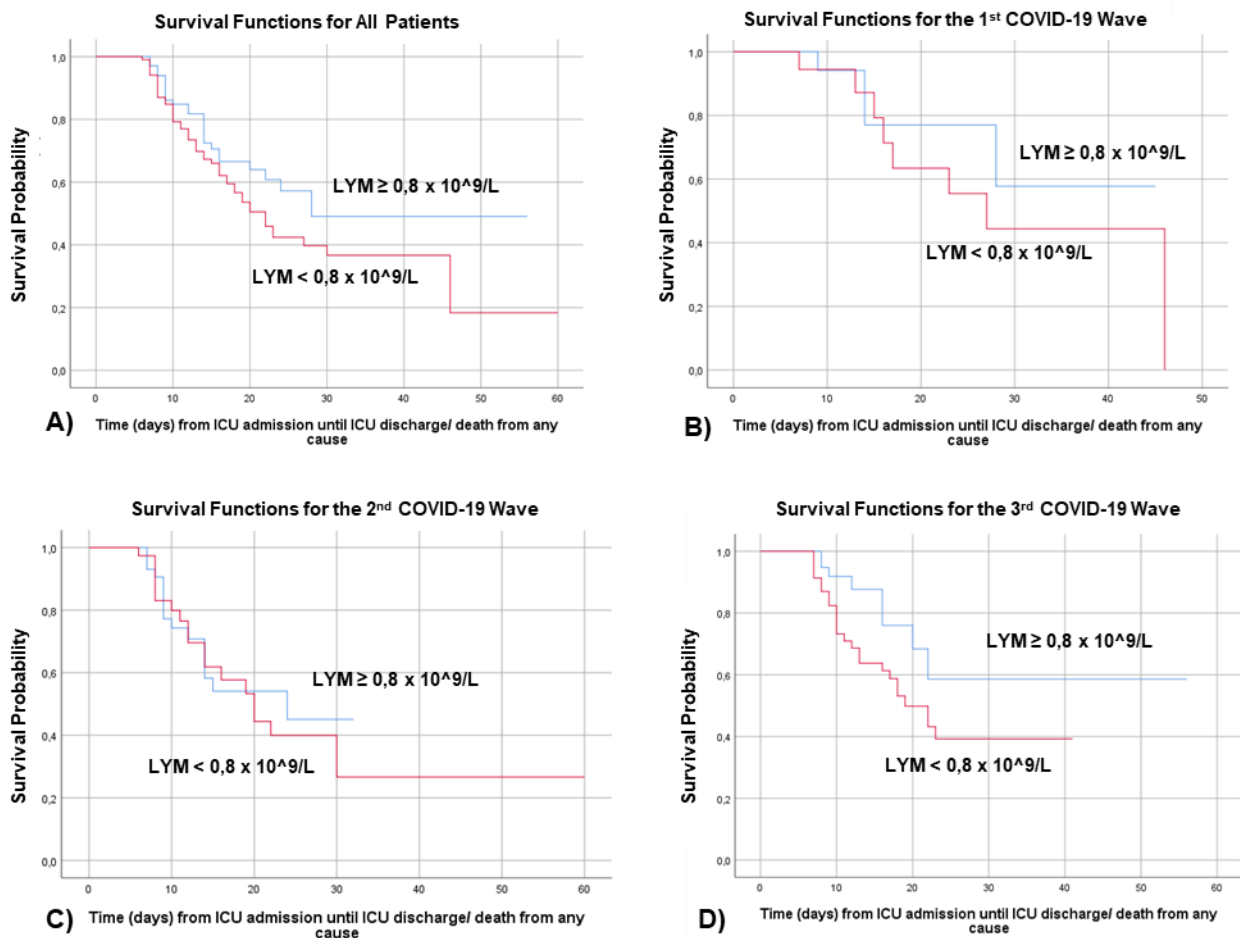 Survival Functions for All Patients
Survival Probability
1,0
0,8
0,6
0,4
0,2
0,0
LYM ≥ 0,8 x 10^9/L
LYM < 0,8 x 10^9/L
0 10 20 30 40 50 60
A)
Time (days) from ICU admission until ICU discharge/ death from any
cause
Survival Functions for the 1st COVID-19 Wave
Survival Probability
1,0
0,8
0,6
0,4
0,2
0,0
LYM ≥ 0,8 x 10^9/L
LYM < 0,8 x 10^9/L
0 10 20 30 40 50
B)
Time (days) from ICU admission until ICU discharge/ death from any
cause
Survival Functions for the 2nd COVID-19 Wave
Survival Probability
1,0
0,8
0,6
0,4
0,2
0,0
LYM ≥ 0,8 x 10^9/L
LYM < 0,8 x 10^9/L
0 10 20 30 40 50 60
C)
Time (days) from ICU admission until ICU discharge/ death from any
cause
Survival Functions for the 3rd COVID-19 Wave
Survival Probability
1,0
0,8
0,6
0,4
0,2
0,0
LYM ≥ 0,8 x 10^9/L
LYM < 0,8 x 10^9/L
0 10 20 30 40 50 60
D)
Time (days) from ICU admission until ICU discharge/ death from any
cause